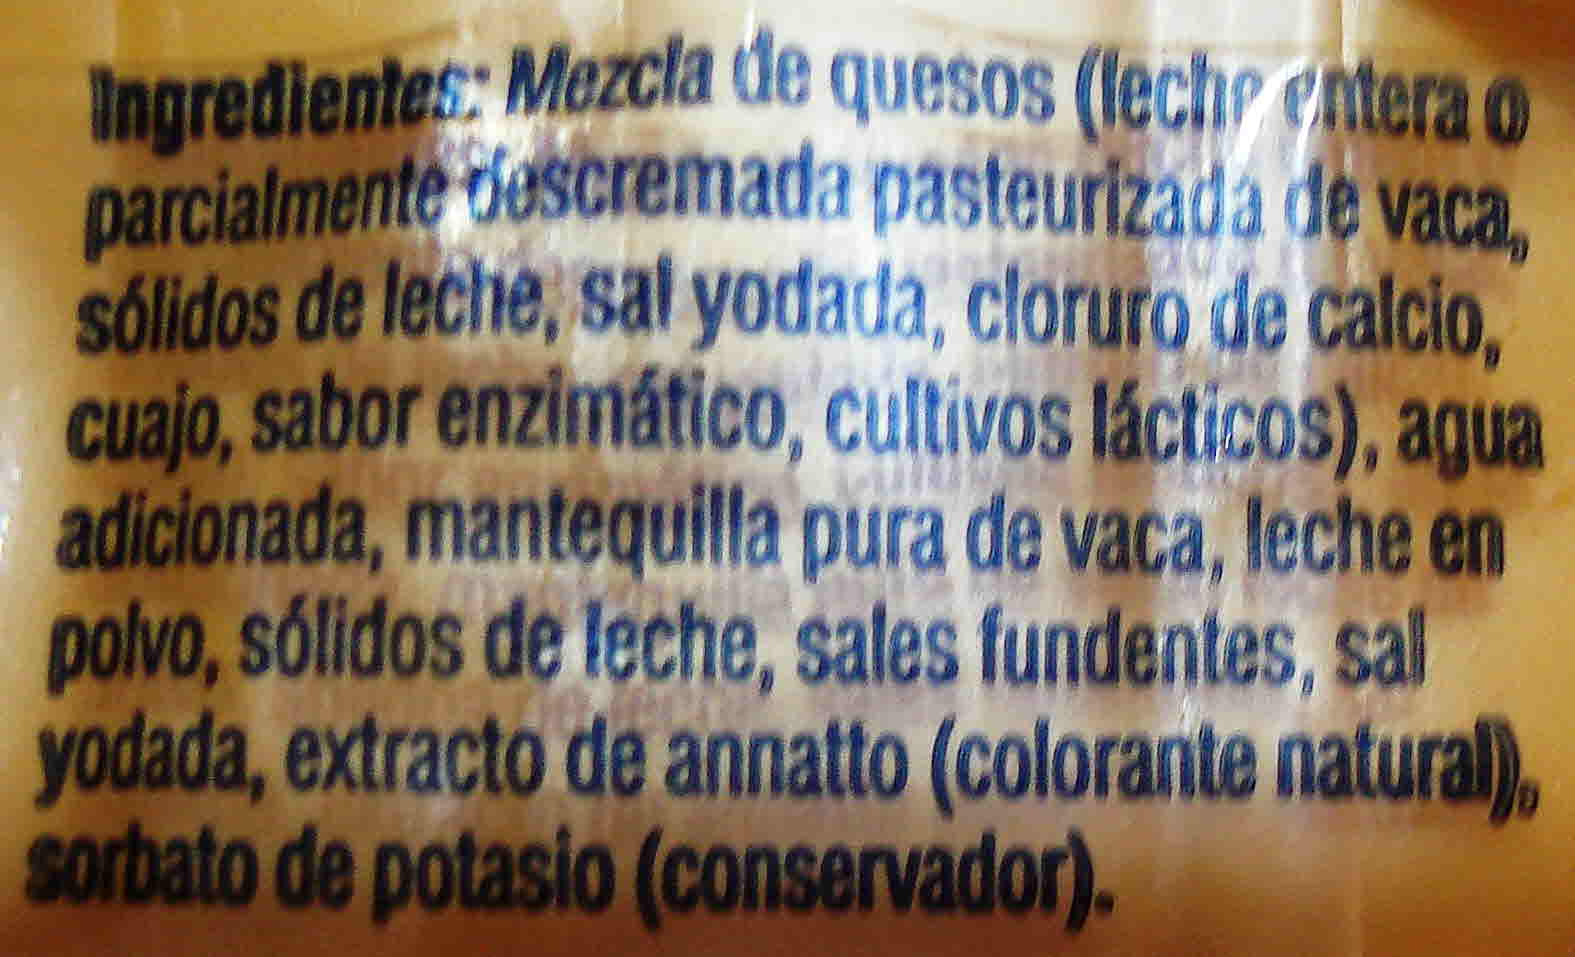 Ingredientes: Mezcla de quesos (leche entera o
parcialmente descremada pasteurizada de vaca,
sólidos de leche, sal yodada, cloruro de calcio,
cuajo, sabor enzimático, cultivos lácticos), agua
adicionada, mantequilla pura de vaca, leche en
polvo, sólidos de leche, sales fundentes, sal
yodada, extracto de annatto (colorante natural),
sorbato de potasio (conservador).